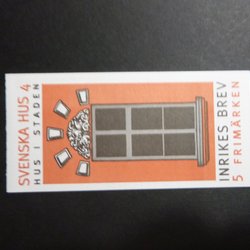 SVENSKA HUS 4
HUS I STADEN
INRIKES BREV
5 FRIMÄRKEN